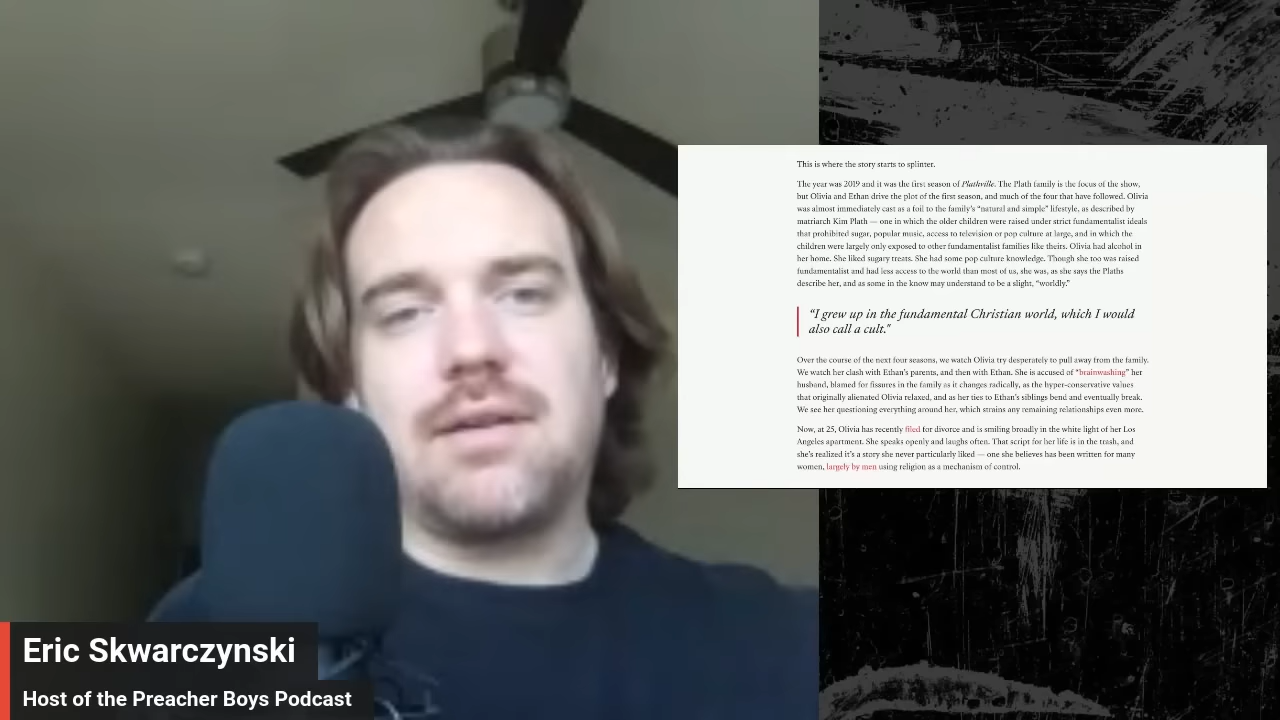 This is where the story starts to splinter.
The year was 2019 and it was the first season of Plathville. The Plath family is the focus of the show,
but Olivia and Ethan drive the plot of the first season, and much of the four that have followed. Olivia
was almost immediately cast as a foil to the family's "natural and simple" lifestyle, as described by
matriarch Kim Plath — one in which the older children were raised under strict fundamentalist ideals
that prohibited sugar, popular music, access to television or pop culture at large, and in which the
children were largely only exposed to other fundamentalist families like theirs. Olivia had alcohol in
her home. She liked sugary treats. She had some pop culture knowledge. Though she too was raised
fundamentalist and had less access to the world than most of us, she was, as she says the Plaths
describe her, and as some in the know may understand to be a slight, "worldly."
"I grew up in the fundamental Christian world, which I would
also call a cult."
Over the course of the next four seasons, we watch Olivia try desperately to pull away from the family.
We watch her clash with Ethan's parents, and then with Ethan. She is accused of "brainwashing" her
husband, blamed for fissures in the family as it changes radically, as the hyper-conservative values
that originally alienated Olivia relaxed, and as her ties to Ethan's siblings bend and eventually break.
We see her questioning everything around her, which strains any remaining relationships even more.
Now, at 25, Olivia has recently filed for divorce and is smiling broadly in the white light of her Los
Angeles apartment. She speaks openly and laughs often. That script for her life is in the trash, and
she's realized it's a story she never particularly liked — one she believes has been written for many
women, largely by men using religion as a mechanism of control.
Eric Skwarczynski
Host of the Preacher Boys Podcast